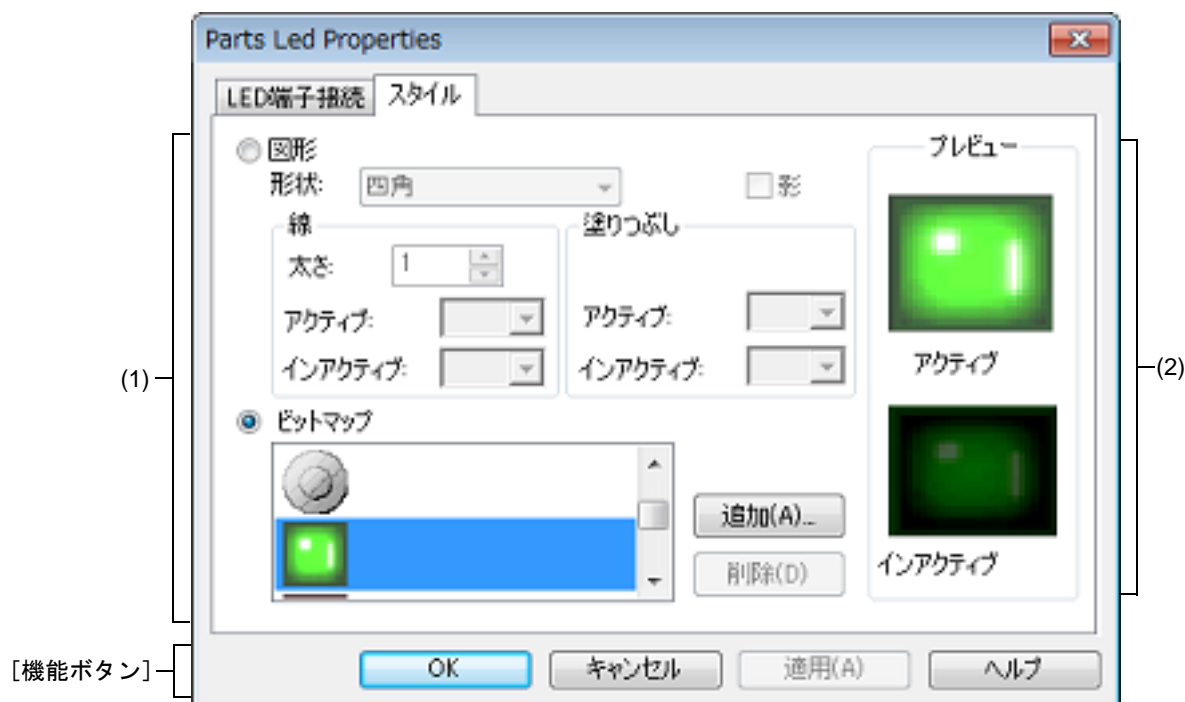 Parts Led Properties
LED端子接続 スタイル
図形
形状: 四角 影
線
太さ: 1
アクティブ:
インアクティブ:
塗りつぶし
アクティブ:
インアクティブ:
ビットマップ
追加(A)...
削除(D)
プレビュー
アクティブ
インアクティブ
(1)
(2)
[機能ボタン]
OK キャンセル 適用(A) ヘルプ